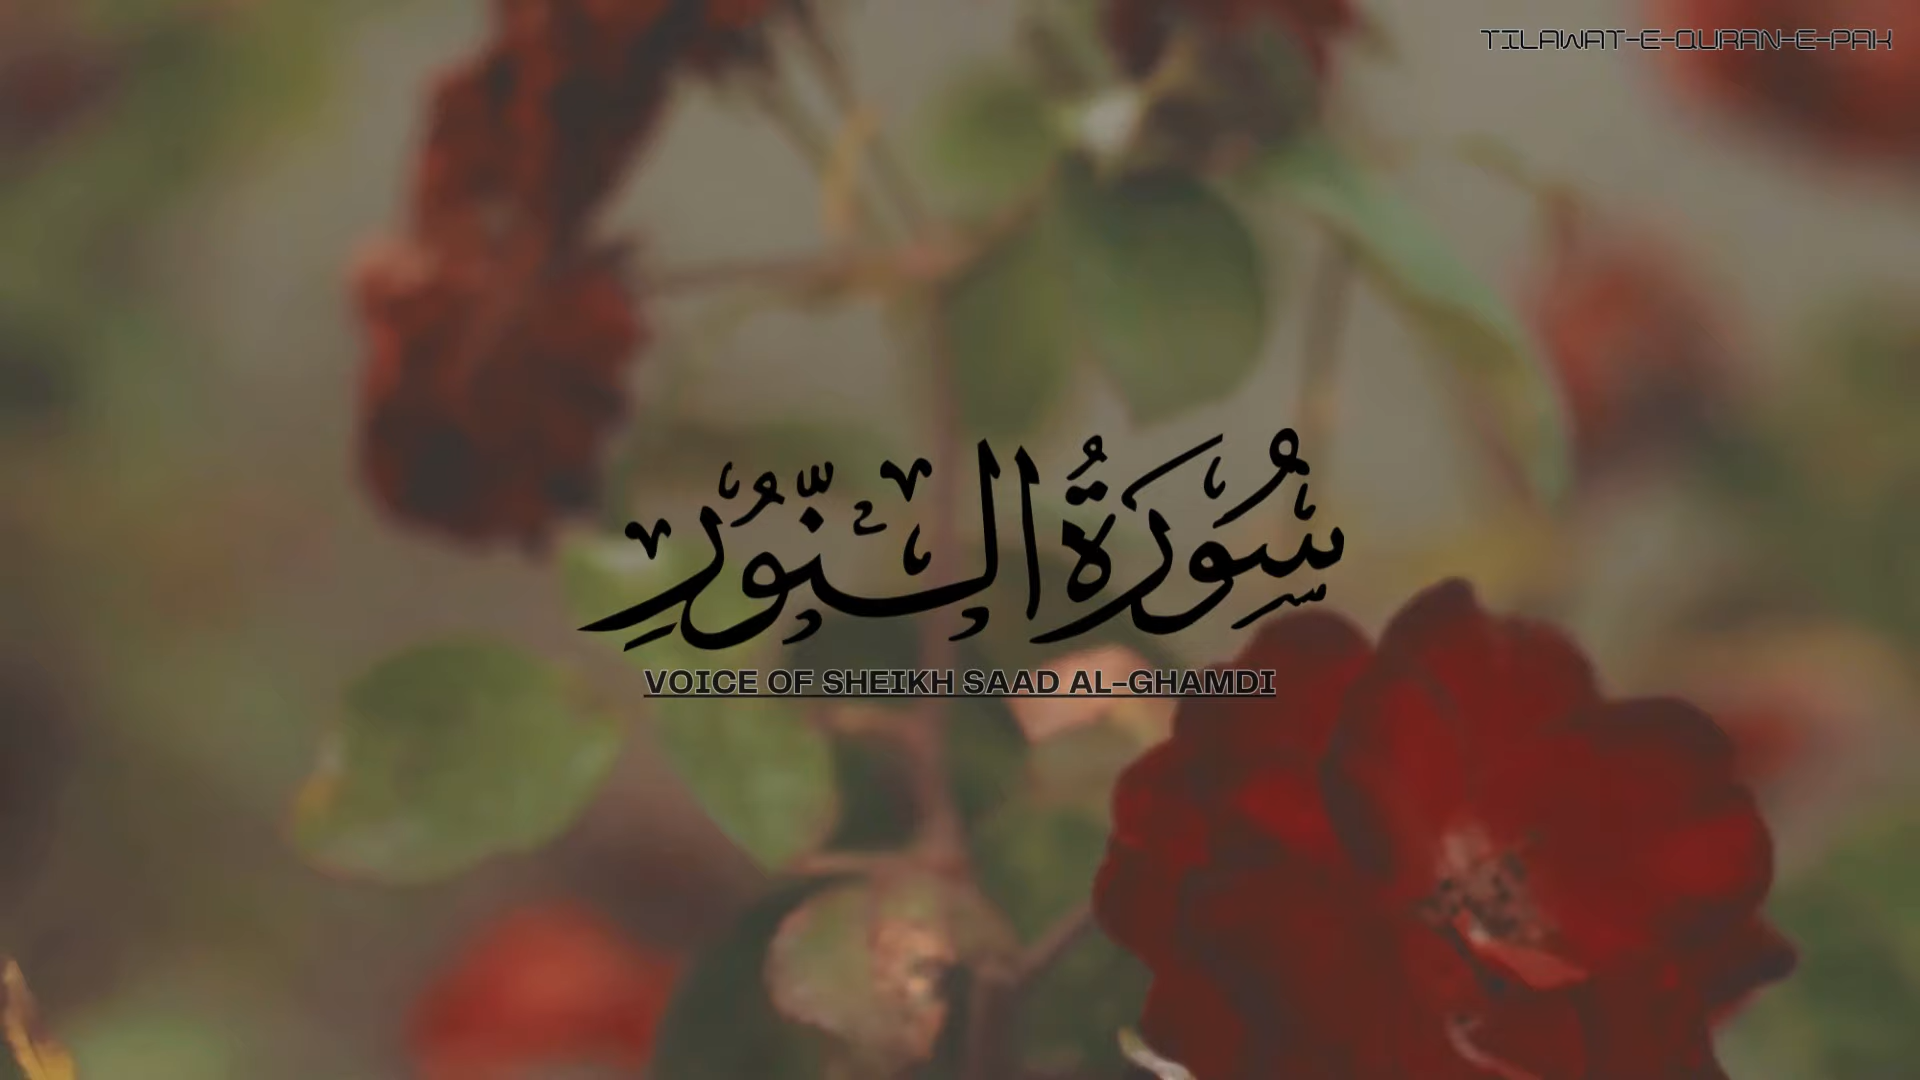 TILAWAT-E-QURAN-E-PAK
سُورَةُ النُّورِ
VOICE OF SHEIKH SAAD AL-GHAMDI